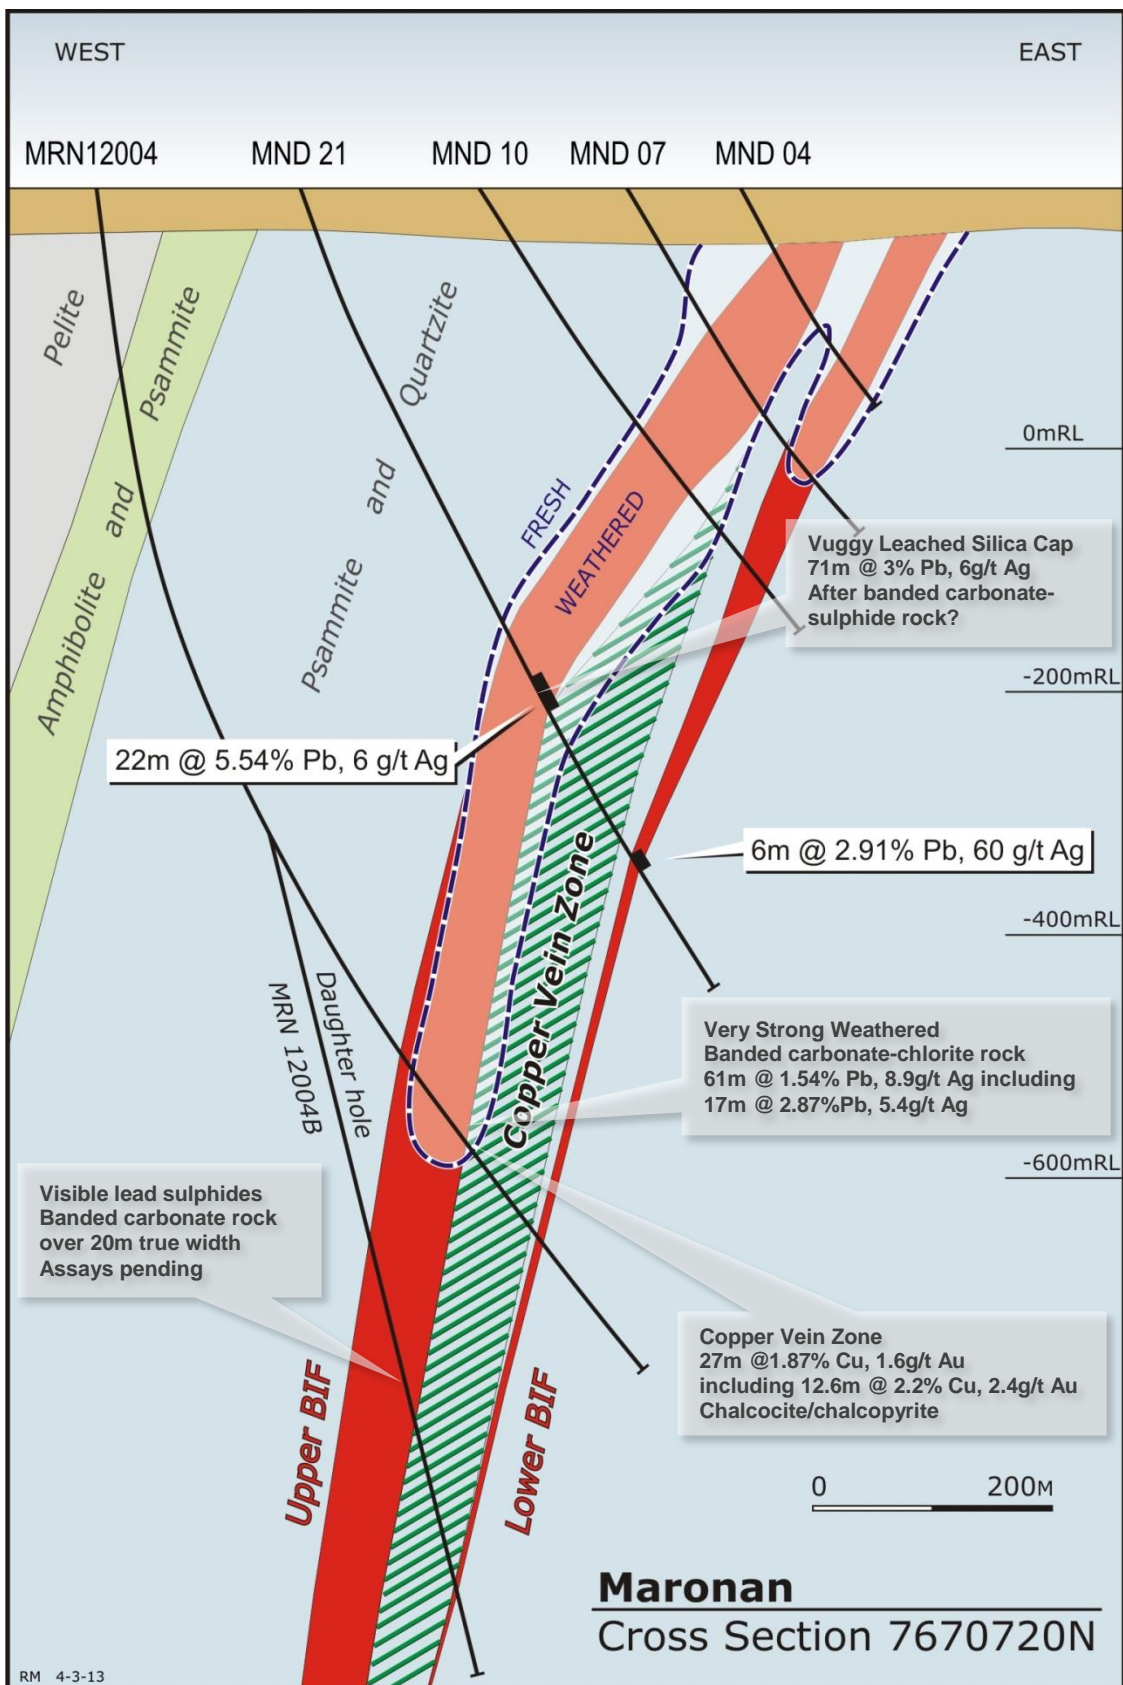 WEST
EAST
MRN12004
MND 21
MND 10
MND 07
MND 04
Pelite
Psammite
and
Amphibolite
Quartzite
and
Psammite
FRESH
WEATHERED
0mRL
Vuggy Leached Silica Cap
71m @ 3% Pb, 6g/t Ag
After banded carbonate-
sulphide rock?
-200mRL
22m @ 5.54% Pb, 6 g/t Ag
6m @ 2.91% Pb, 60 g/t Ag
-400mRL
Copper Vein Zone
Daughter hole
MRN 12004B
Very Strong Weathered
Banded carbonate-chlorite rock
61m @ 1.54% Pb, 8.9g/t Ag including
17m @ 2.87%Pb, 5.4g/t Ag
-600mRL
Visible lead sulphides
Banded carbonate rock
over 20m true width
Assays pending
Copper Vein Zone
27m @1.87% Cu, 1.6g/t Au
including 12.6m @ 2.2% Cu, 2.4g/t Au
Chalcocite/chalcopyrite
Upper BIF
Lower BIF
0 200M
Maronan
Cross Section 7670720N
RM 4-3-13